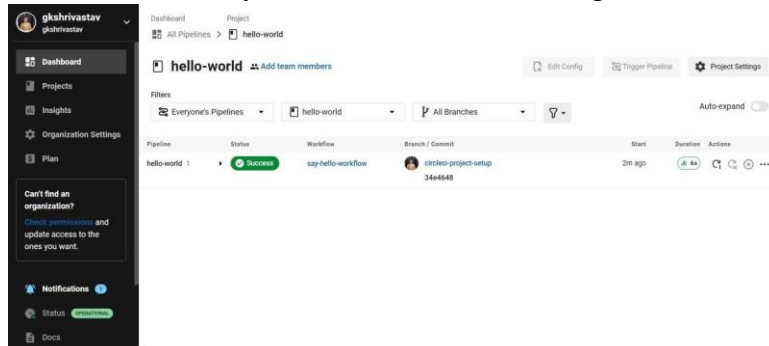 gkshrivastav
gkshrivastav
Dashboard
Projects
Insights
Organization Settings
Plan
Can't find an
organization?
Check permissions and
update access to the
ones you want.
Notifications 1
Status OPERATIONAL
Docs
Dashboard Project
All Pipelines > hello-world
hello-world Add team members
Edit Config Trigger Pipeline Project Settings
Filters
Everyone's Pipelines hello-world All Branches Auto-expand
Pipeline Status Workflow Branch / Commit Start Duration Actions
hello-world 1 Success say-hello-workflow circleci-project-setup 2m ago 6s
34e4648